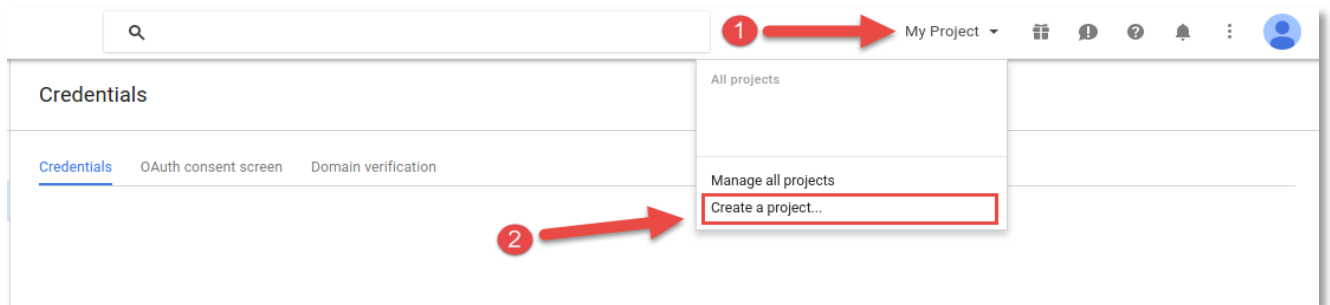 1
My Project
All projects
Credentials
Credentials OAuth consent screen Domain verification
Manage all projects
Create a project...
2